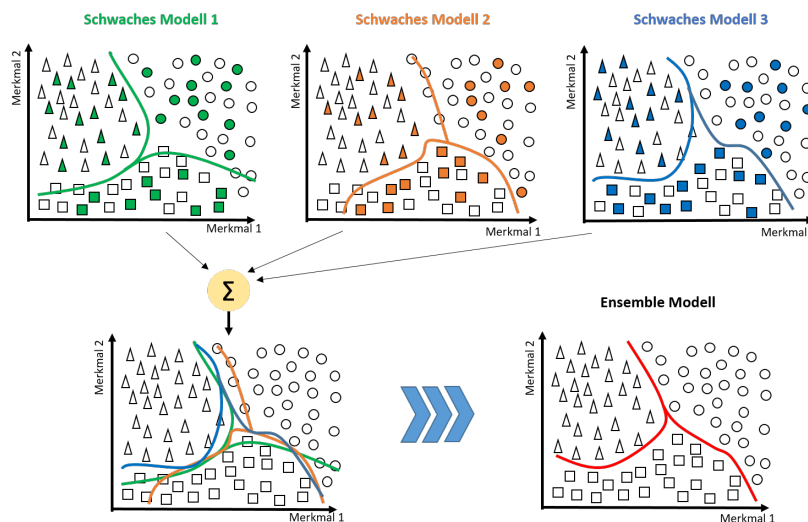 Schwaches Modell 1
Schwaches Modell 2
Schwaches Modell 3
Merkmal 2
Merkmal 1
Merkmal 2
Merkmal 1
Merkmal 2
Merkmal
Σ
Ensemble Modell
Merkmal 2
Merkmal 1
Merkmal 2
Merkmal 1